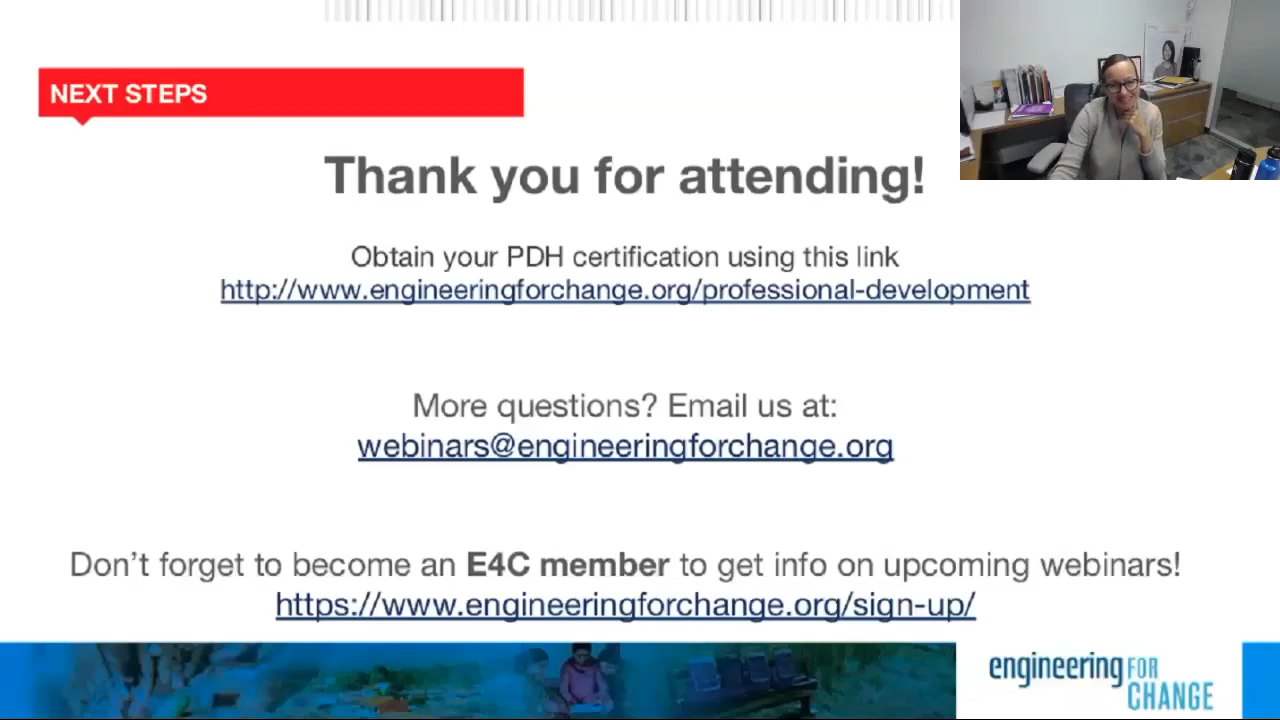 NEXT STEPS
Thank you for attending!
Obtain your PDH certification using this link
http://www.engineeringforchange.org/professional-development
More questions? Email us at:
webinars@engineeringforchange.org
Don't forget to become an E4C member to get info on upcoming webinars!
https://www.engineeringforchange.org/sign-up/
engineering FOR
CHANGE